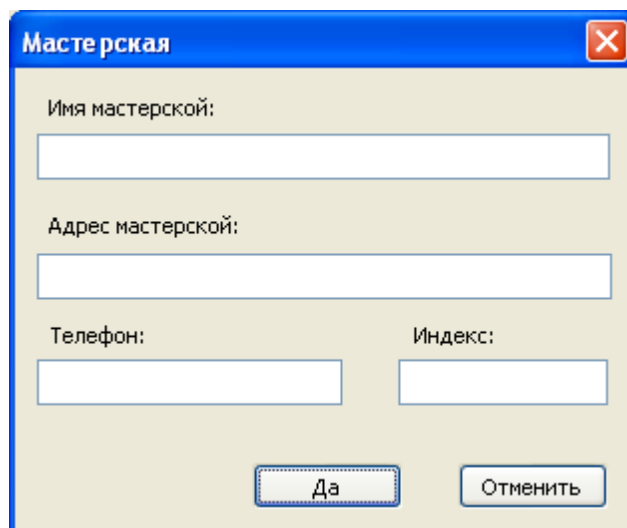 Мастерская
Имя мастерской:
Адрес мастерской:
Телефон: Индекс:
Да Отменить